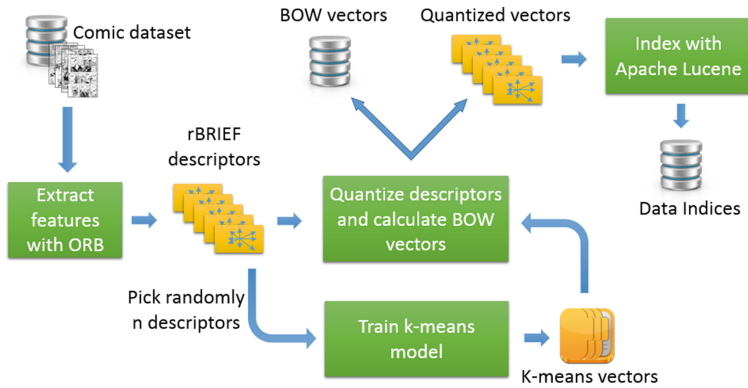 Comic dataset
BOW vectors
Quantized vectors
Index with
Apache Lucene
rBRIEF
descriptors
Extract
features
with ORB
Quantize descriptors
and calculate BOW
vectors
Data Indices
Pick randomly
n descriptors
Train k-means
model
K-means vectors